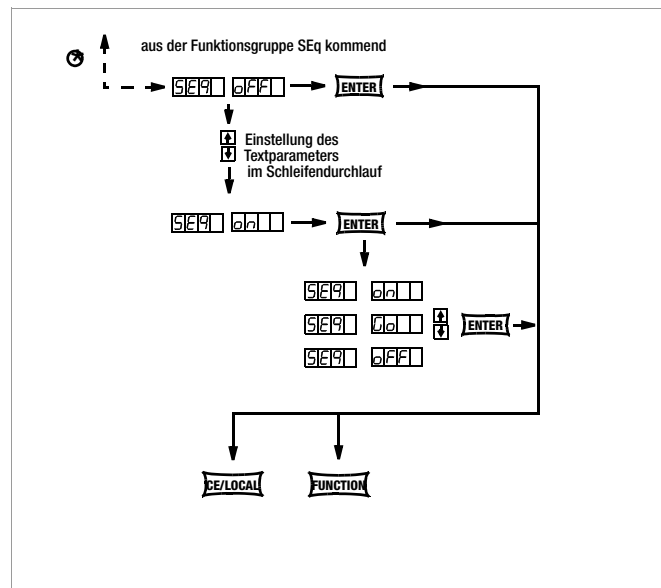 aus der Funktionsgruppe SEq kommend
SEq oFF ENTER
Einstellung des
Textparameters
im Schleifendurchlauf
SEq on ENTER
SEq on
SEq Go ENTER
SEq oFF
CE/LOCAL FUNCTION